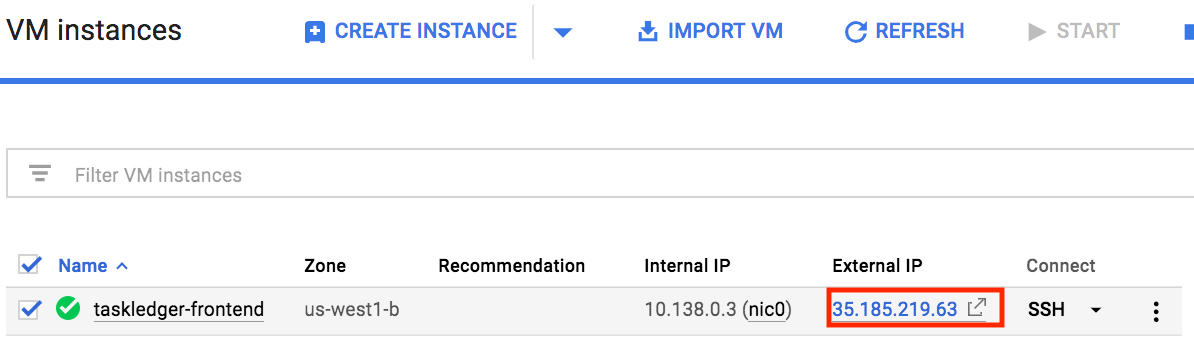 VM instances CREATE INSTANCE IMPORT VM REFRESH START
Filter VM instances
Name Zone Recommendation Internal IP External IP Connect
taskledger-frontend us-west1-b 10.138.0.3 (nic0) 35.185.219.63 SSH